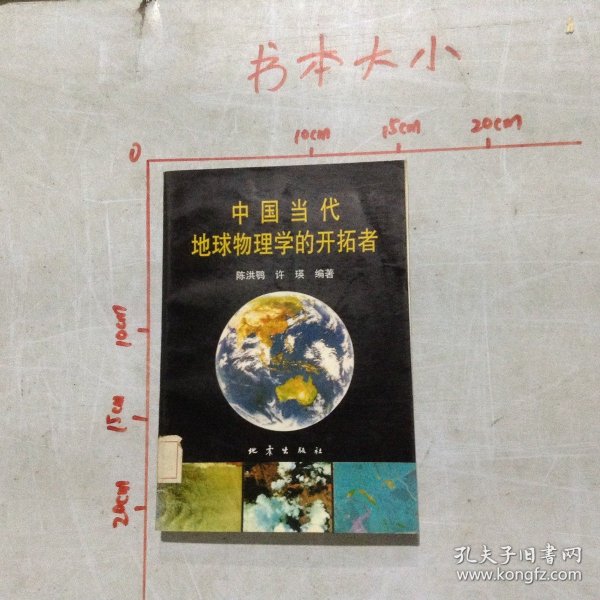 书本大小
0 10cm 15cm 20cm
中国当代
地球物理学的开拓者
陈洪鹗 许瑛 编著
10cm
15cm
地震出版社
20cm
孔夫子旧书网
www.kongfz.com